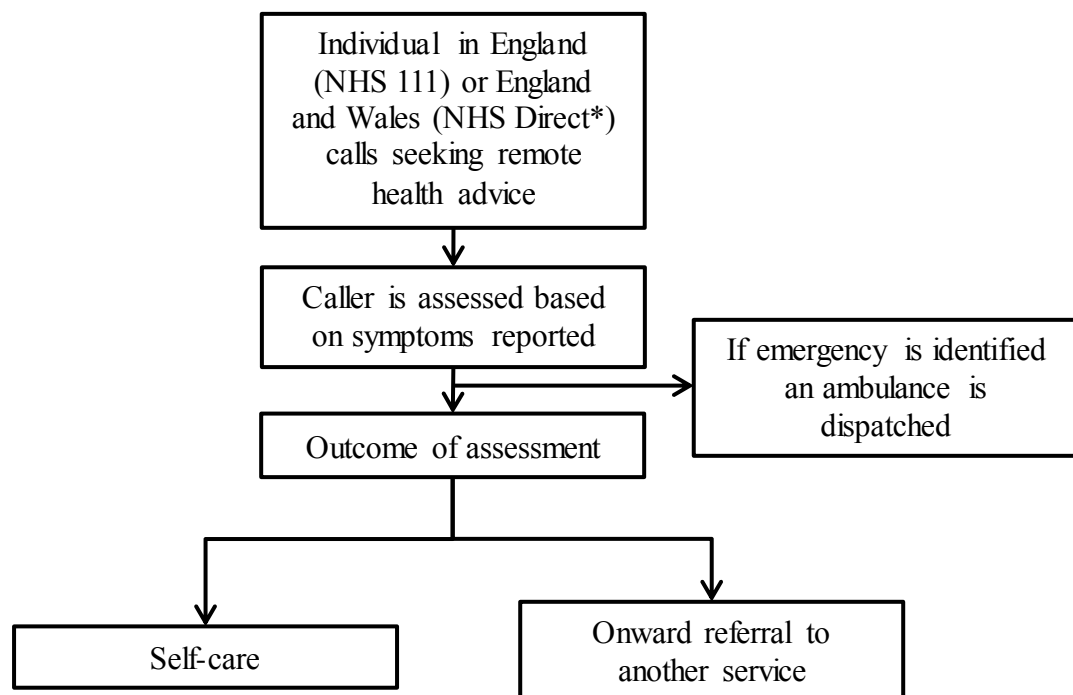 Individual in England
(NHS 111) or England
and Wales (NHS Direct*)
calls seeking remote
health advice
Caller is assessed based
on symptoms reported
If emergency is identified
an ambulance is
dispatched
Outcome of assessment
Self-care
Onward referral to
another service